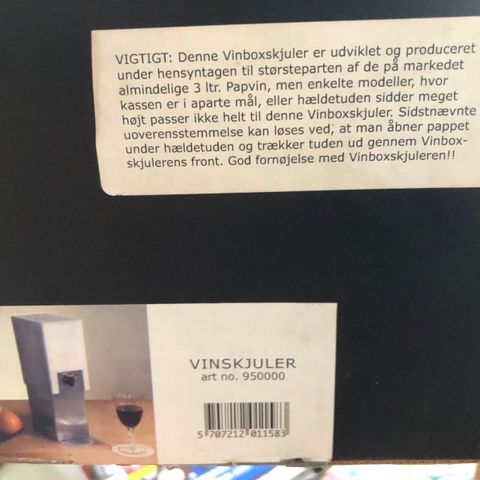 VIGTIGT: Denne Vinboxskjuler er udviklet og produceret
under hensyntagen til størsteparten af de på markedet
almindelige 3 ltr. Papvin, men enkelte modeller, hvor
kassen er i aparte mål, eller hældetuden sidder meget
højt passer ikke helt til denne Vinboxskjuler. Sidstnævnte
uoverensstemmelse kan løses ved, at man åbner pappet
under hældetuden og trækker tuden ud gennem Vinbox-
skjulerens front. God fornøjelse med Vinboxskjuleren!!
VINSKJULER
art no. 950000
5 707212 011583